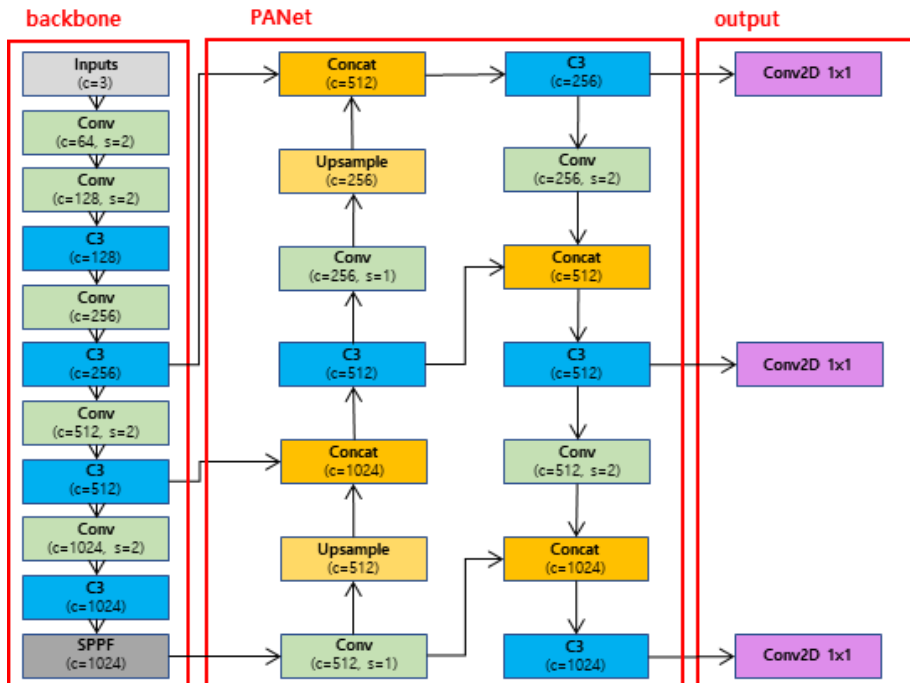 backbone
PANet
output
Inputs
(c=3)
Conv
(c=64, s=2)
Conv
(c=128, s=2)
C3
(c=128)
Conv
(c=256)
C3
(c=256)
Conv
(c=512, s=2)
C3
(c=512)
Conv
(c=1024, s=2)
C3
(c=1024)
SPPF
(c=1024)
Concat
(c=512)
Upsample
(c=256)
Conv
(c=256, s=1)
C3
(c=512)
Concat
(c=1024)
Upsample
(c=512)
Conv
(c=512, s=1)
C3
(c=256)
Conv
(c=256, s=2)
Concat
(c=512)
C3
(c=512)
Conv
(c=512, s=2)
Concat
(c=1024)
C3
(c=1024)
Conv2D 1x1
Conv2D 1x1
Conv2D 1x1